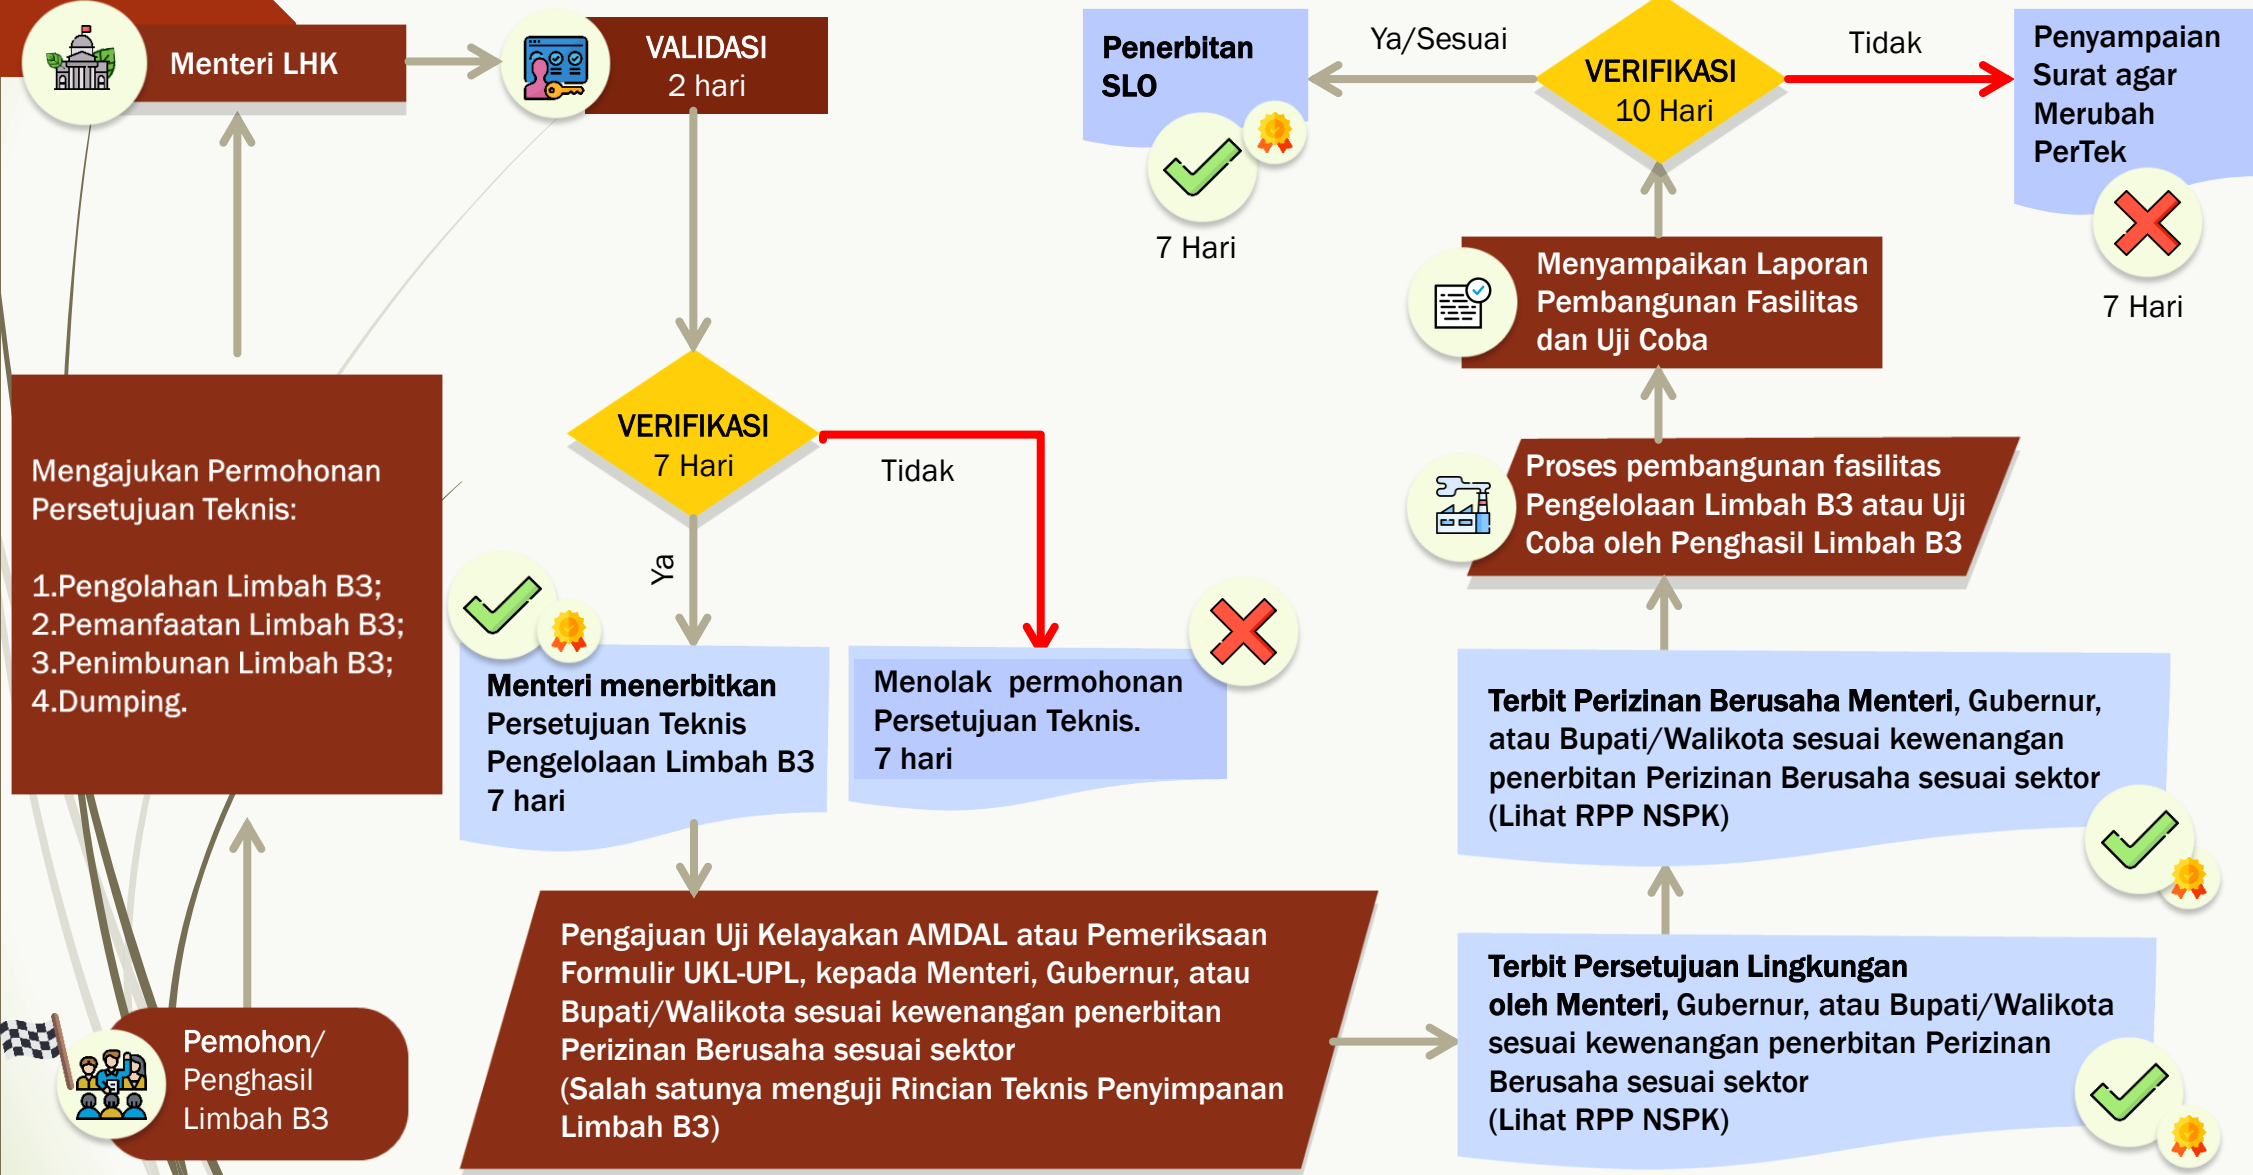 Menteri LHK
VALIDASI
2 hari
Mengajukan Permohonan
Persetujuan Teknis:
1.Pengolahan Limbah B3;
2.Pemanfaatan Limbah B3;
3.Penimbunan Limbah B3;
4.Dumping.
Pemohon/
Penghasil
Limbah B3
VERIFIKASI
7 Hari
Tidak
Ya
Menteri menerbitkan
Persetujuan Teknis
Pengelolaan Limbah B3
7 hari
Menolak permohonan
Persetujuan Teknis.
7 hari
Pengajuan Uji Kelayakan AMDAL atau Pemeriksaan
Formulir UKL-UPL, kepada Menteri, Gubernur, atau
Bupati/Walikota sesuai kewenangan penerbitan
Perizinan Berusaha sesuai sektor
(Salah satunya menguji Rincian Teknis Penyimpanan
Limbah B3)
Terbit Persetujuan Lingkungan
oleh Menteri, Gubernur, atau Bupati/Walikota
sesuai kewenangan penerbitan Perizinan
Berusaha sesuai sektor
(Lihat RPP NSPK)
Terbit Perizinan Berusaha Menteri, Gubernur,
atau Bupati/Walikota sesuai kewenangan
penerbitan Perizinan Berusaha sesuai sektor
(Lihat RPP NSPK)
Proses pembangunan fasilitas
Pengelolaan Limbah B3 atau Uji
Coba oleh Penghasil Limbah B3
Menyampaikan Laporan
Pembangunan Fasilitas
dan Uji Coba
VERIFIKASI
10 Hari
Ya/Sesuai
Penerbitan
SLO
7 Hari
Tidak
Penyampaian
Surat agar
Merubah
PerTek
7 Hari